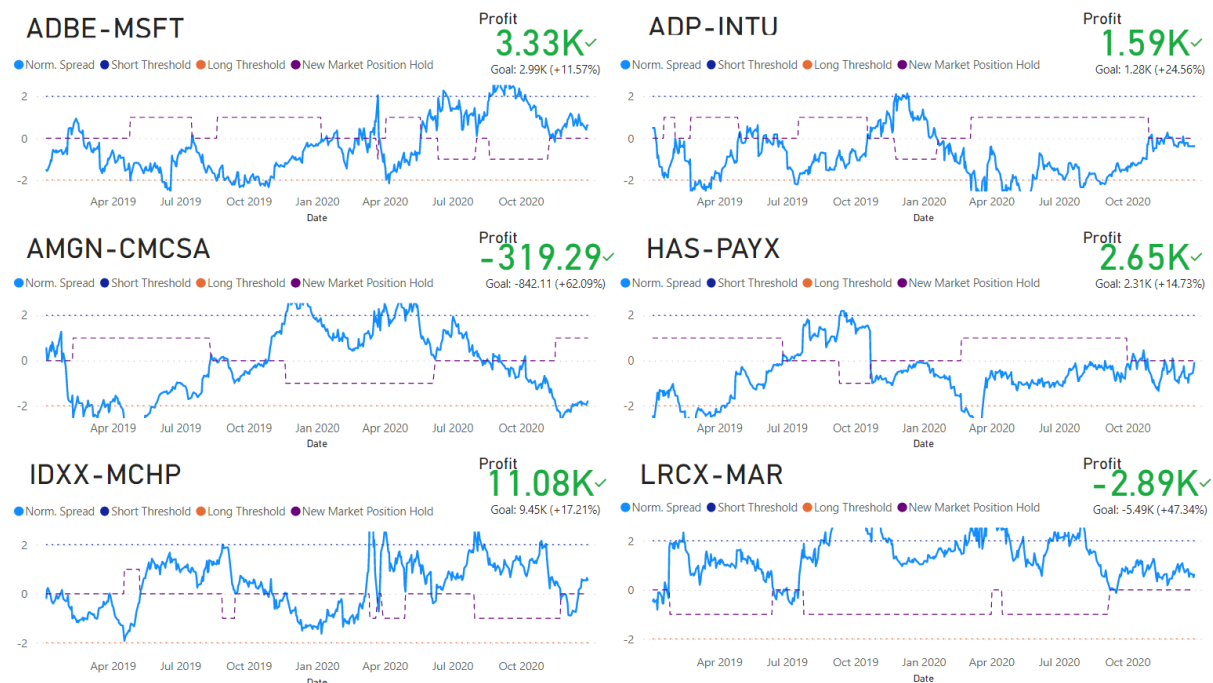 ADBE-MSFT
Profit
3.33K
Goal: 2.99K (+11.57%)
Norm. Spread Short Threshold Long Threshold New Market Position Hold
2
0
-2
Apr 2019 Jul 2019 Oct 2019 Jan 2020 Apr 2020 Jul 2020 Oct 2020
Date
ADP-INTU
Profit
1.59K
Goal: 1.28K (+24.56%)
Norm. Spread Short Threshold Long Threshold New Market Position Hold
2
0
-2
Apr 2019 Jul 2019 Oct 2019 Jan 2020 Apr 2020 Jul 2020 Oct 2020
Date
AMGN-CMCSA
Profit
-319.29
Goal: -842.11 (+62.09%)
Norm. Spread Short Threshold Long Threshold New Market Position Hold
2
0
-2
Apr 2019 Jul 2019 Oct 2019 Jan 2020 Apr 2020 Jul 2020 Oct 2020
Date
HAS-PAYX
Profit
2.65K
Goal: 2.31K (+14.73%)
Norm. Spread Short Threshold Long Threshold New Market Position Hold
2
0
-2
Apr 2019 Jul 2019 Oct 2019 Jan 2020 Apr 2020 Jul 2020 Oct 2020
Date
IDXX-MCHP
Profit
11.08K
Goal: 9.45K (+17.21%)
Norm. Spread Short Threshold Long Threshold New Market Position Hold
2
0
-2
Apr 2019 Jul 2019 Oct 2019 Jan 2020 Apr 2020 Jul 2020 Oct 2020
Date
LRCX-MAR
Profit
-2.89K
Goal: -5.49K (+47.34%)
Norm. Spread Short Threshold Long Threshold New Market Position Hold
2
0
-2
Apr 2019 Jul 2019 Oct 2019 Jan 2020 Apr 2020 Jul 2020 Oct 2020
Date